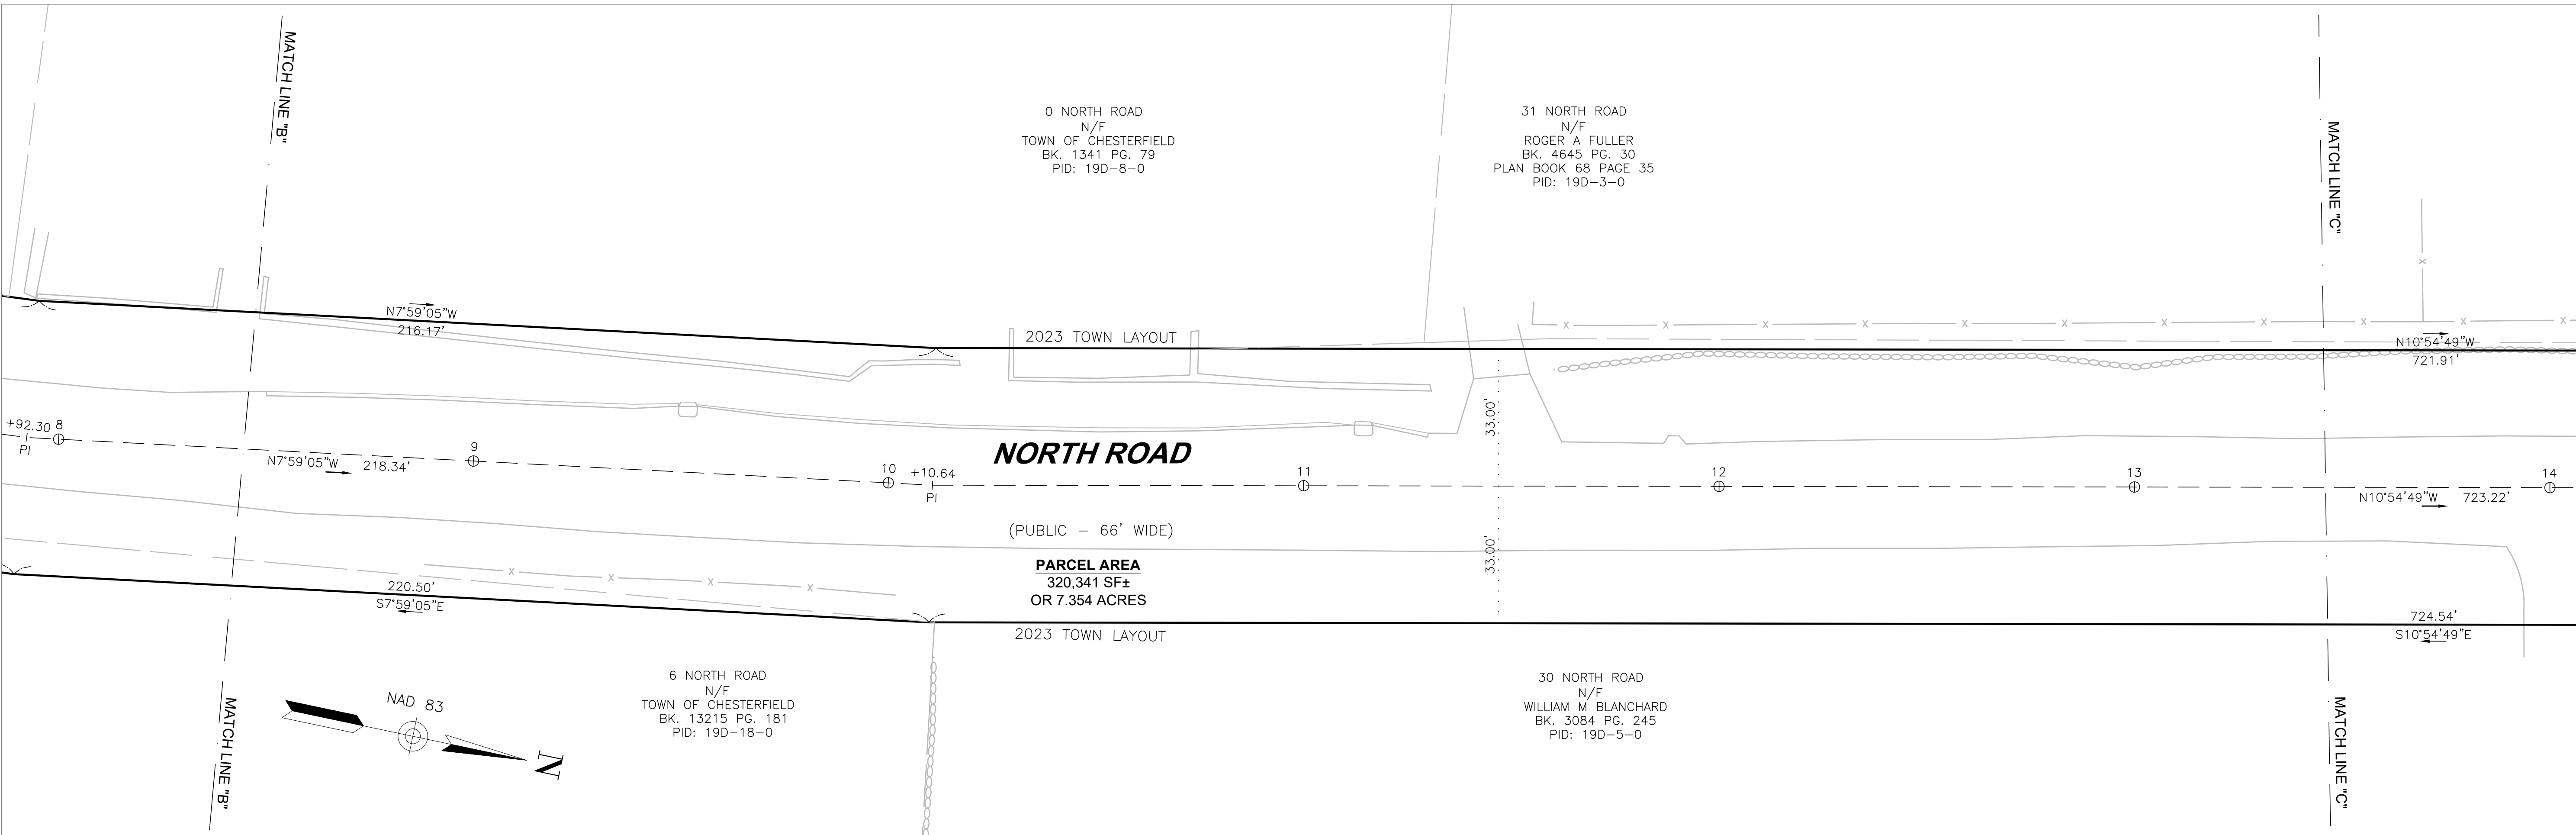 MATCH LINE "B"
0 NORTH ROAD
N/F
TOWN OF CHESTERFIELD
BK. 1341 PG. 79
PID: 19D-8-0
31 NORTH ROAD
N/F
ROGER A FULLER
BK. 4645 PG. 30
PLAN BOOK 68 PAGE 35
PID: 19D-3-0
MATCH LINE "C"
X
N7°59'05"W
216.17'
2023 TOWN LAYOUT
X X X X X X X X X X X
N10°54'49"W
721.91'
33.00'
+92.30 8
PI
9
N7°59'05"W 218.34'
10 +10.64
PI
NORTH ROAD
11
12
13
14
N10°54'49"W 723.22'
(PUBLIC - 66' WIDE)
33.00'
PARCEL AREA
320,341 SF±
OR 7.354 ACRES
X X X X
220.50'
S7°59'05"E
2023 TOWN LAYOUT
724.54'
S10°54'49"E
6 NORTH ROAD
N/F
TOWN OF CHESTERFIELD
BK. 13215 PG. 181
PID: 19D-18-0
30 NORTH ROAD
N/F
WILLIAM M BLANCHARD
BK. 3084 PG. 245
PID: 19D-5-0
MATCH LINE "B"
NAD 83
N
MATCH LINE "C"